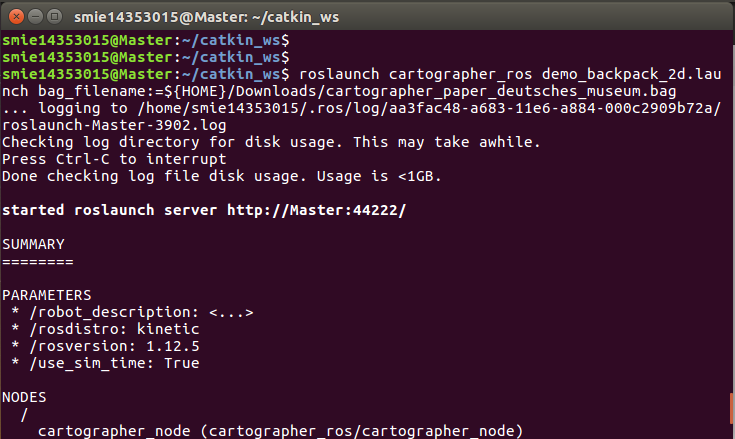 smie14353015@Master: ~/catkin_ws
smie14353015@Master:~/catkin_ws$
smie14353015@Master:~/catkin_ws$
smie14353015@Master:~/catkin_ws$ roslaunch cartographer_ros demo_backpack_2d.lau
nch bag_filename:=${HOME}/Downloads/cartographer_paper_deutsches_museum.bag
... logging to /home/smie14353015/.ros/log/aa3fac48-a683-11e6-a884-000c2909b72a/
roslaunch-Master-3902.log
Checking log directory for disk usage. This may take awhile.
Press Ctrl-C to interrupt
Done checking log file disk usage. Usage is <1GB.
started roslaunch server http://Master:44222/
SUMMARY
========
PARAMETERS
* /robot_description: <...>
* /rosdistro: kinetic
* /rosversion: 1.12.5
* /use_sim_time: True
NODES
/
cartographer_node (cartographer_ros/cartographer_node)